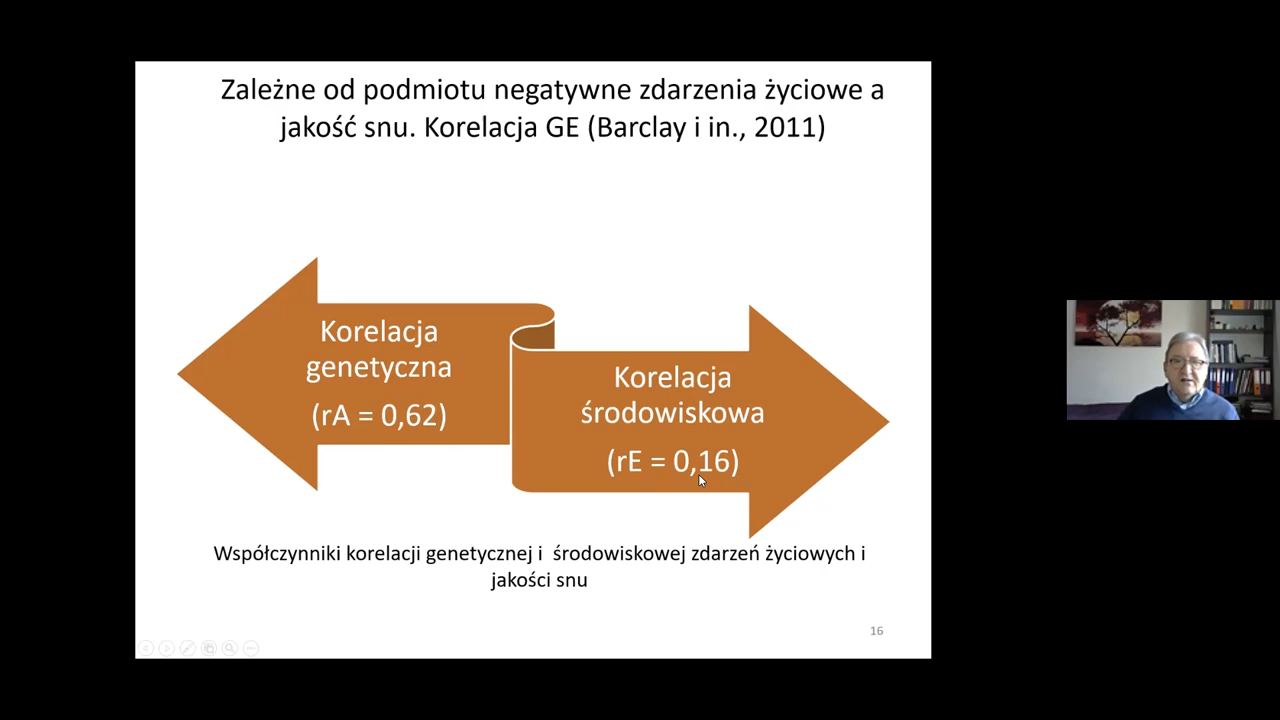 Zależne od podmiotu negatywne zdarzenia życiowe a
jakość snu. Korelacja GE (Barclay i in., 2011)
Korelacja
genetyczna
(rA = 0,62)
Korelacja
środowiskowa
(rE = 0,16)
Współczynniki korelacji genetycznej i  środowiskowej zdarzeń życiowych i
jakości snu
16